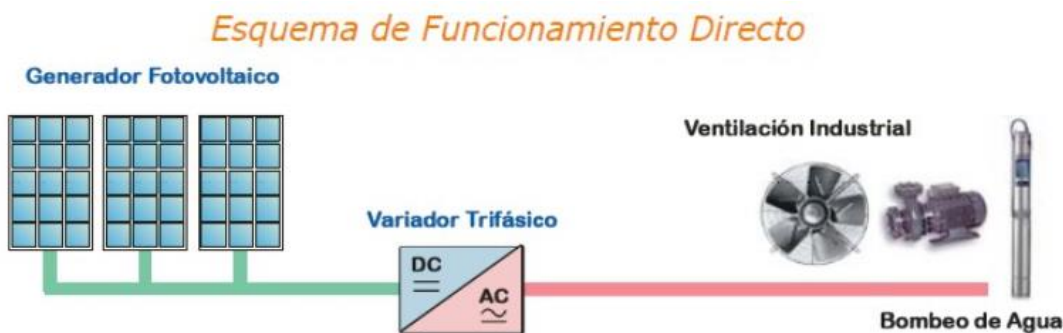 Esquema de Funcionamiento Directo
Generador Fotovoltaico
Ventilación Industrial
Variador Trifásico
DC
AC
Bombeo de Agua